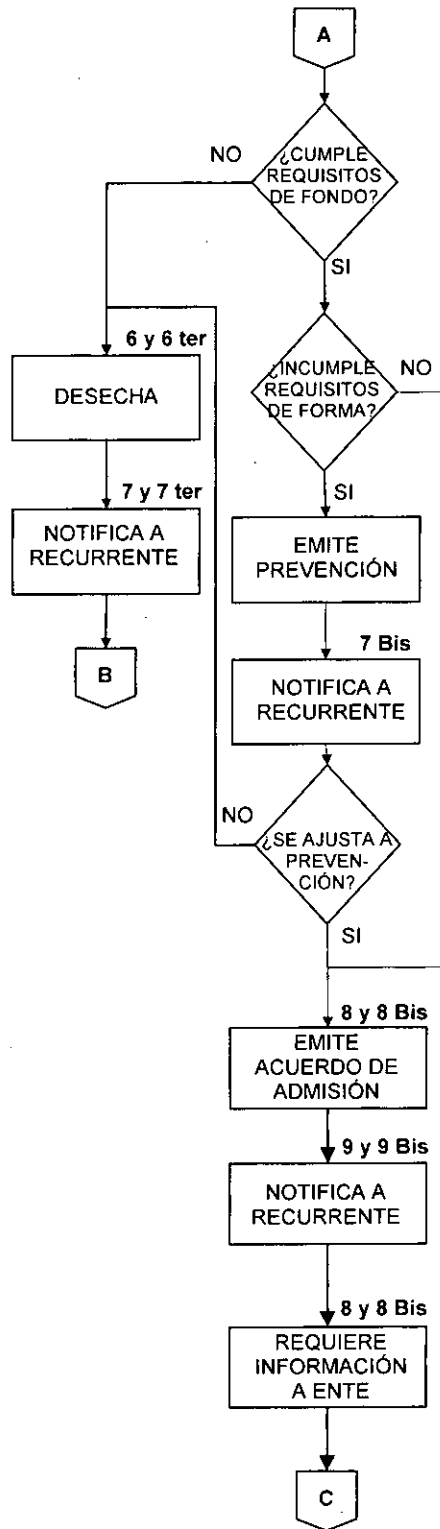 A
NO
¿CUMPLE
REQUISITOS
DE FONDO?
SI
6 y 6 ter
DESECHA
¿INCUMPLE
REQUISITOS
DE FORMA?
NO
SI
7 y 7 ter
NOTIFICA A
RECURRENTE
B
EMITE
PREVENCIÓN
7 Bis
NOTIFICA A
RECURRENTE
NO
¿SE AJUSTA A
PREVEN-
CIÓN?
SI
8 y 8 Bis
EMITE
ACUERDO DE
ADMISIÓN
9 y 9 Bis
NOTIFICA A
RECURRENTE
8 y 8 Bis
REQUIERE
INFORMACIÓN
A ENTE
C